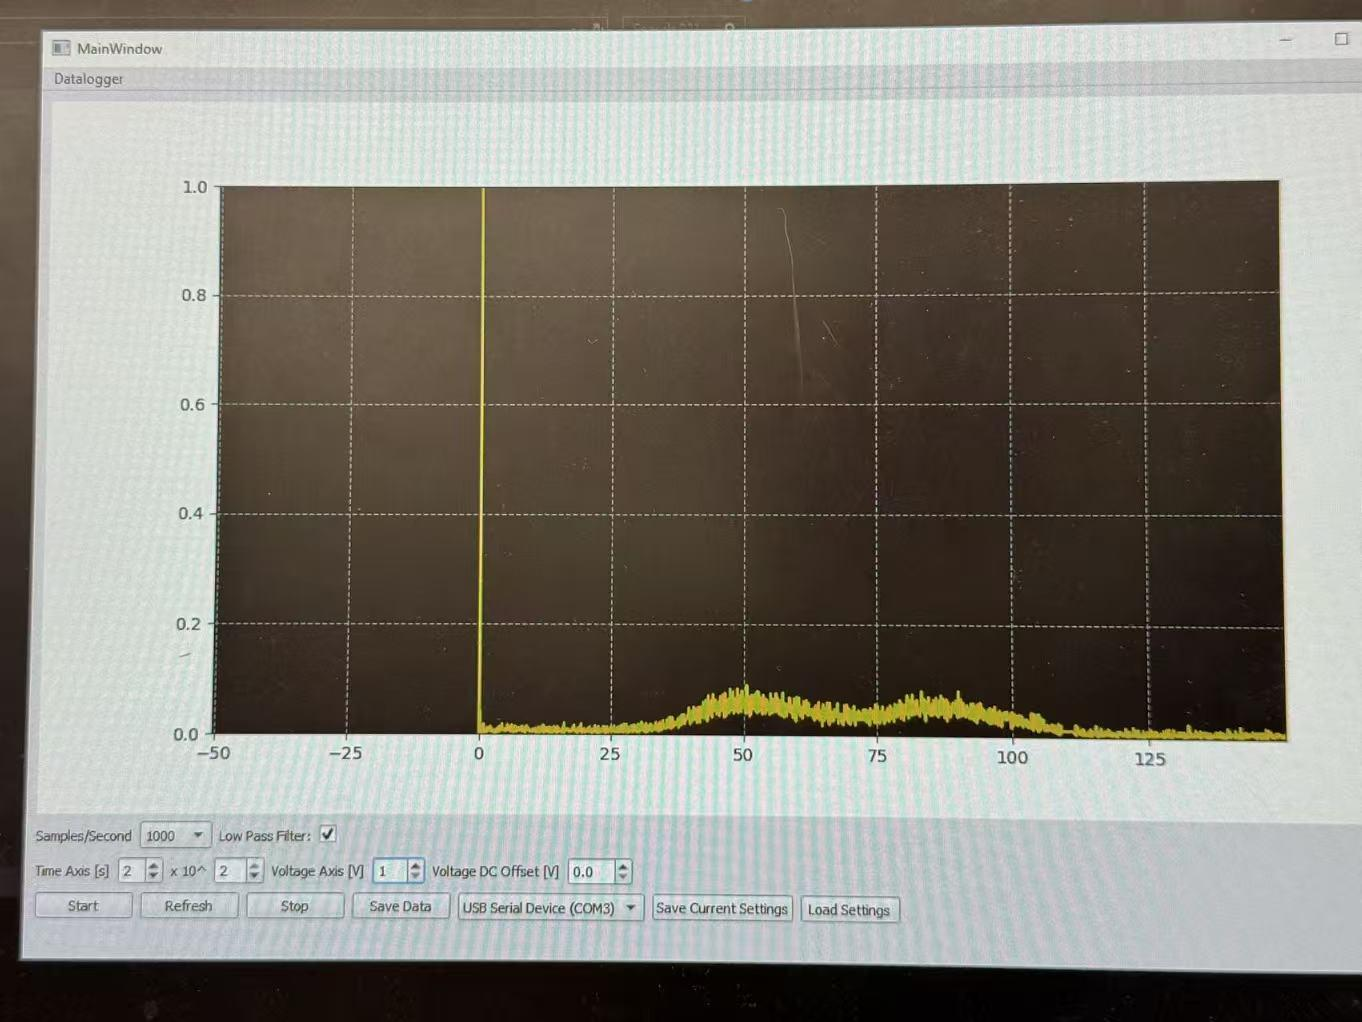 MainWindow
Datalogger
1.0
0.8
0.6
0.4
0.2
0.0
−50 −25 0 25 50 75 100 125
Samples/Second 1000 Low Pass Filter:
Time Axis [s] 2 x 10^ 2 Voltage Axis [V] 1 Voltage DC Offset [V] 0.0
Start Refresh Stop Save Data USB Serial Device (COM3) Save Current Settings Load Settings